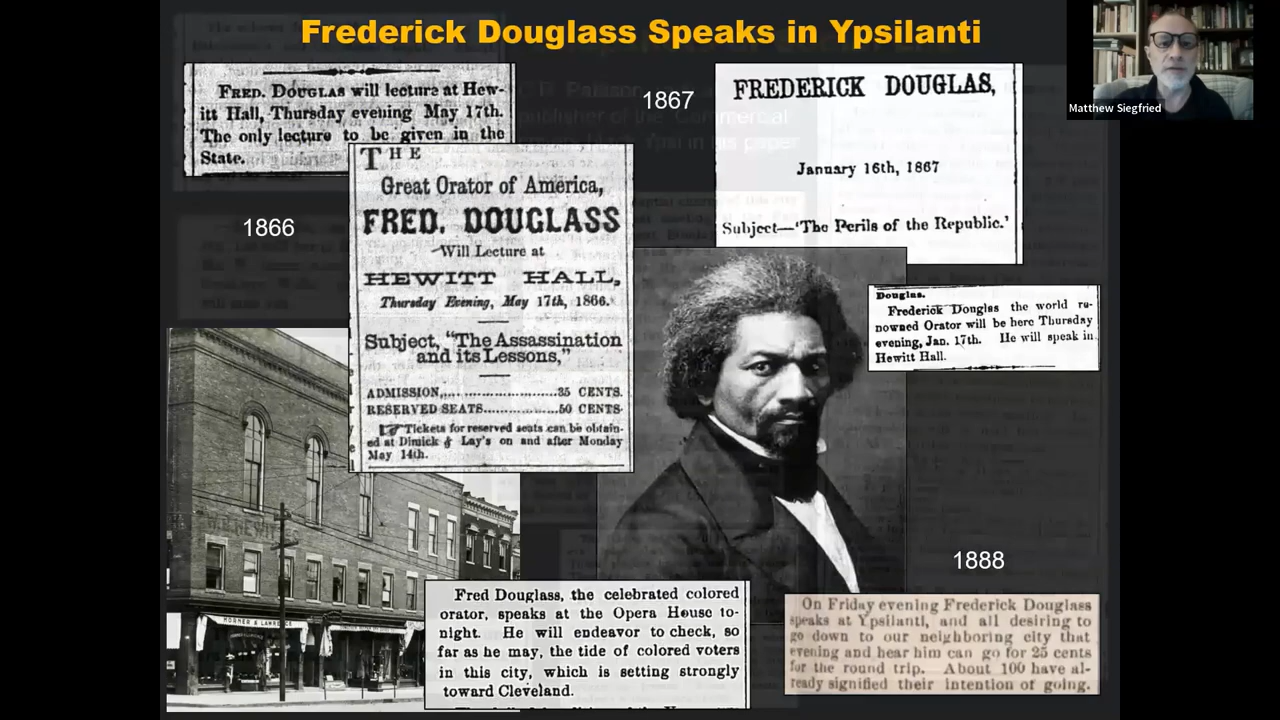 Frederick Douglass Speaks in Ypsilanti
Matthew Siegfried
FRED. DOUGLAS will lecture at Hew-
itt Hall, Thursday evening May 17th.
The only lecture to be given in the
State.
1866
THE
Great Orator of America,
FRED. DOUGLASS
Will Lecture at
HEWITT HALL,
Thursday Evening, May 17th, 1866.
Subject, "The Assassination
and its Lessons,"
ADMISSION,..........................35 CENTS.
RESERVED SEATS....................50 CENTS.
☞Tickets for reserved seats can be obtain-
ed at Dimick & Lay's on and after Monday
May 14th.
1867
FREDERICK DOUGLAS,
January 16th, 1867
Subject—'The Perils of the Republic.'
Douglas.
Frederick Douglas the world re-
nowned Orator will be here Thursday
evening, Jan. 17th. He will speak in
Hewitt Hall.
Fred Douglass, the celebrated colored
orator, speaks at the Opera House to-
night. He will endeavor to check, so
far as he may, the tide of colored voters
in this city, which is setting strongly
toward Cleveland.
1888
On Friday evening Frederick Douglass
speaks at Ypsilanti, and all desiring to
go down to our neighboring city that
evening and hear him can go for 25 cents
for the round trip. About 100 have al-
ready signified their intention of going.